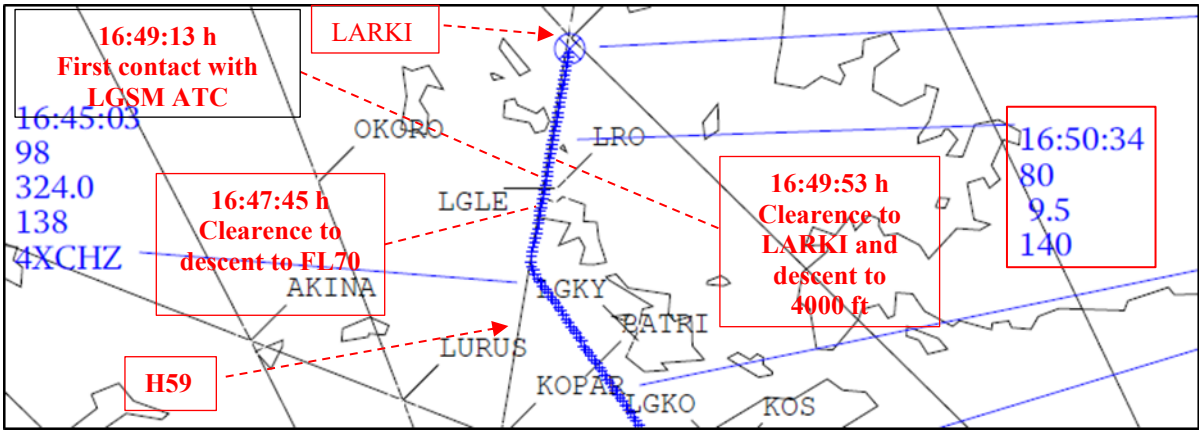 16:49:13 h
First contact with
LGSM ATC
LARKI
16:45:03
98
324.0
138
4XCHZ
OKORO
LRO
16:50:34
80
9.5
140
16:47:45 h
Clearence to
descent to FL70
LGLE
16:49:53 h
Clearence to
LARKI and
descent to
4000 ft
AKINA
LGKY
PATRI
LURUS
H59
KOPAR
LGKO
KOS